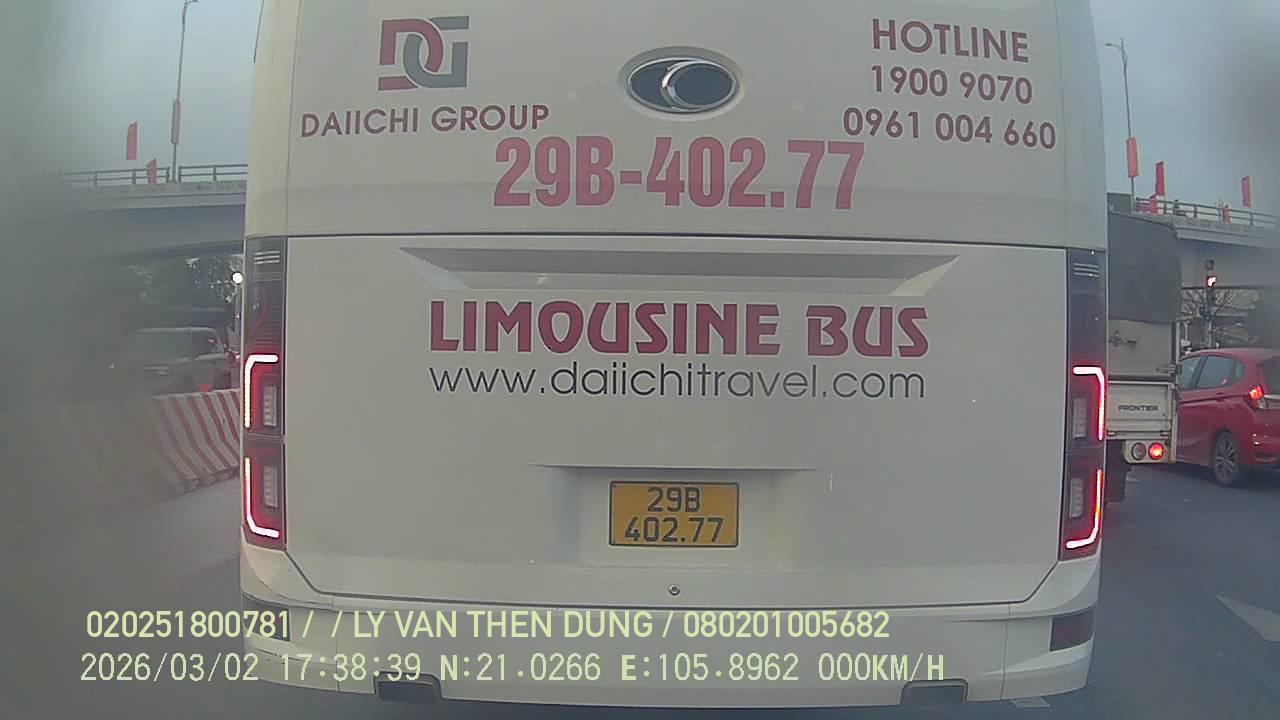 DG
DAIICHI GROUP
HOTLINE
1900 9070
0961 004 660
29B-402.77
LIMOUSINE BUS
www.daiichitravel.com
FRONTIER
29B
402.77
020251800781 / / LY VAN THEN DUNG / 080201005682
2026/03/02 17:38:39 N:21.0266 E:105.8962 000KM/H